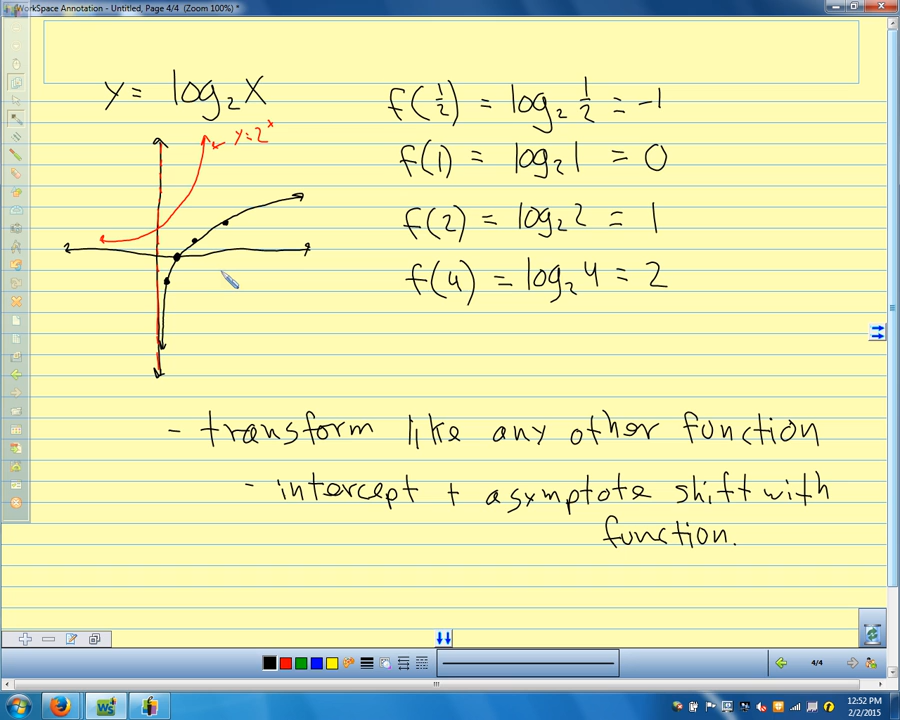 WorkSpace Annotation - Untitled, Page 4/4 (Zoom 100%) *
y = log₂ x
y=2ˣ
f(1/2) = log₂ 1/2 = -1
f(1) = log₂1 = 0
f(2) = log₂2 = 1
f(4) = log₂4 = 2
- transform like any other function
- intercept + asymptote shift with
function.
4/4
12:52 PM
2/2/2015